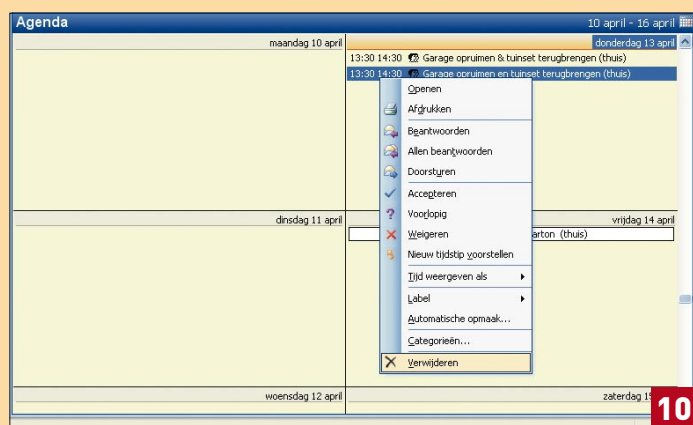 Agenda
10 april - 16 april
maandag 10 april
donderdag 13 april
13:30 14:30 Garage opruimen & tuinset terugbrengen (thuis)
13:30 14:30 Garage opruimen en tuinset terugbrengen (thuis)
Openen
Afdrukken
Beantwoorden
Allen beantwoorden
Doorsturen
Accepteren
Voorlopig
Weigeren
Nieuw tijdstip voorstellen
Tijd weergeven als
Label
Automatische opmaak...
Categorieën...
Verwijderen
dinsdag 11 april
vrijdag 14 april
arton (thuis)
woensdag 12 april
zaterdag 1
10